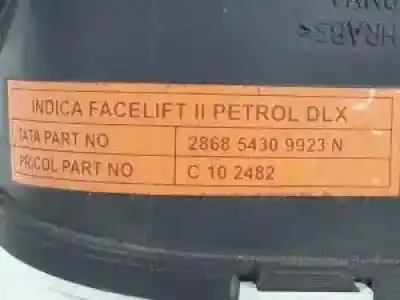 INDICA FACELIFT II PETROL DLX
TATA PART NO 2868 5430 9923 N
PRICOL PART NO C 10 2482